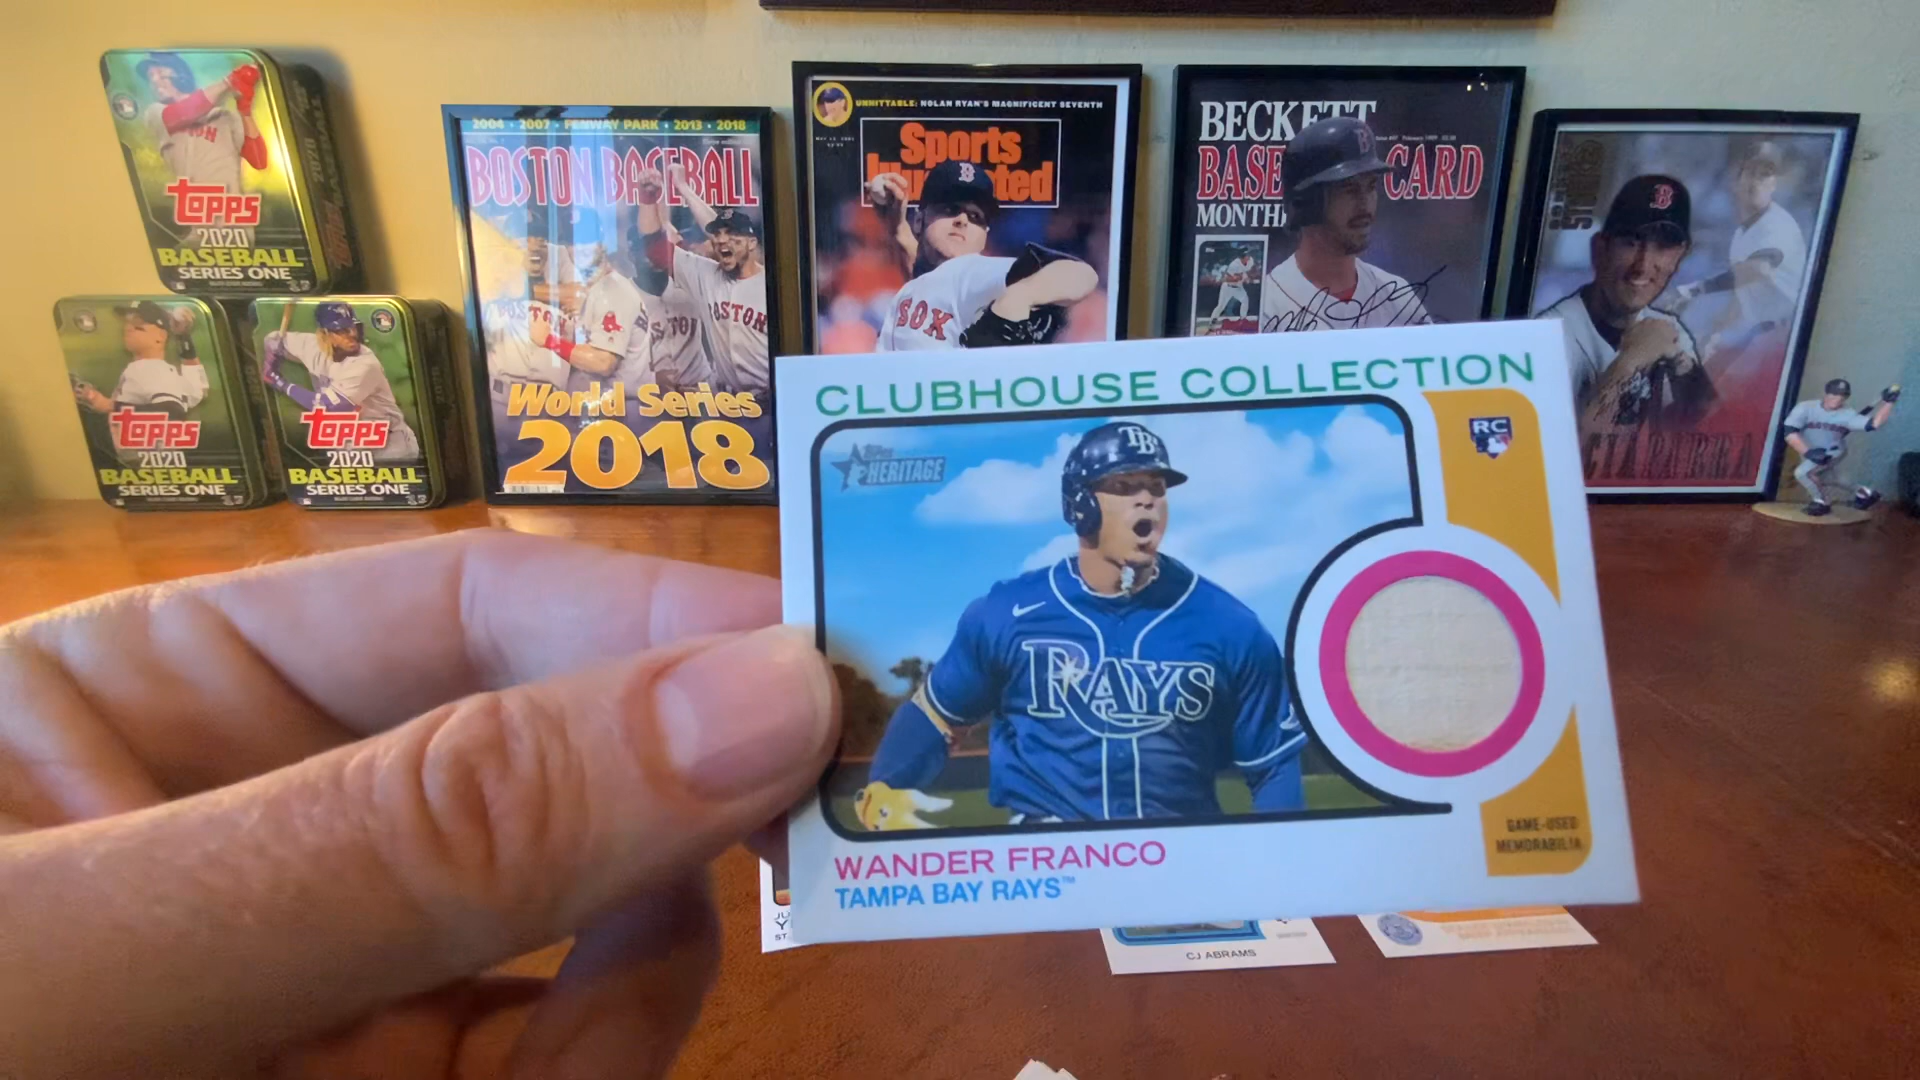 Topps
2020
BASEBALL
SERIES ONE
Topps
2020
BASEBALL
SERIES ONE
Topps
2020
BASEBALL
SERIES ONE
2004 • 2007 • FENWAY PARK • 2013 • 2018
BOSTON BASEBALL
BOSTON
World Series
2018
UNHITTABLE: NOLAN RYAN'S MAGNIFICENT SEVENTH
Sports
B
SOX
BECKETT
BASE CARD
MONTH
B
CLUBHOUSE COLLECTION
Topps
HERITAGE
RC
TB
RAYS
GAME-USED
MEMORABILIA
WANDER FRANCO
TAMPA BAY RAYS™
CJ ABRAMS